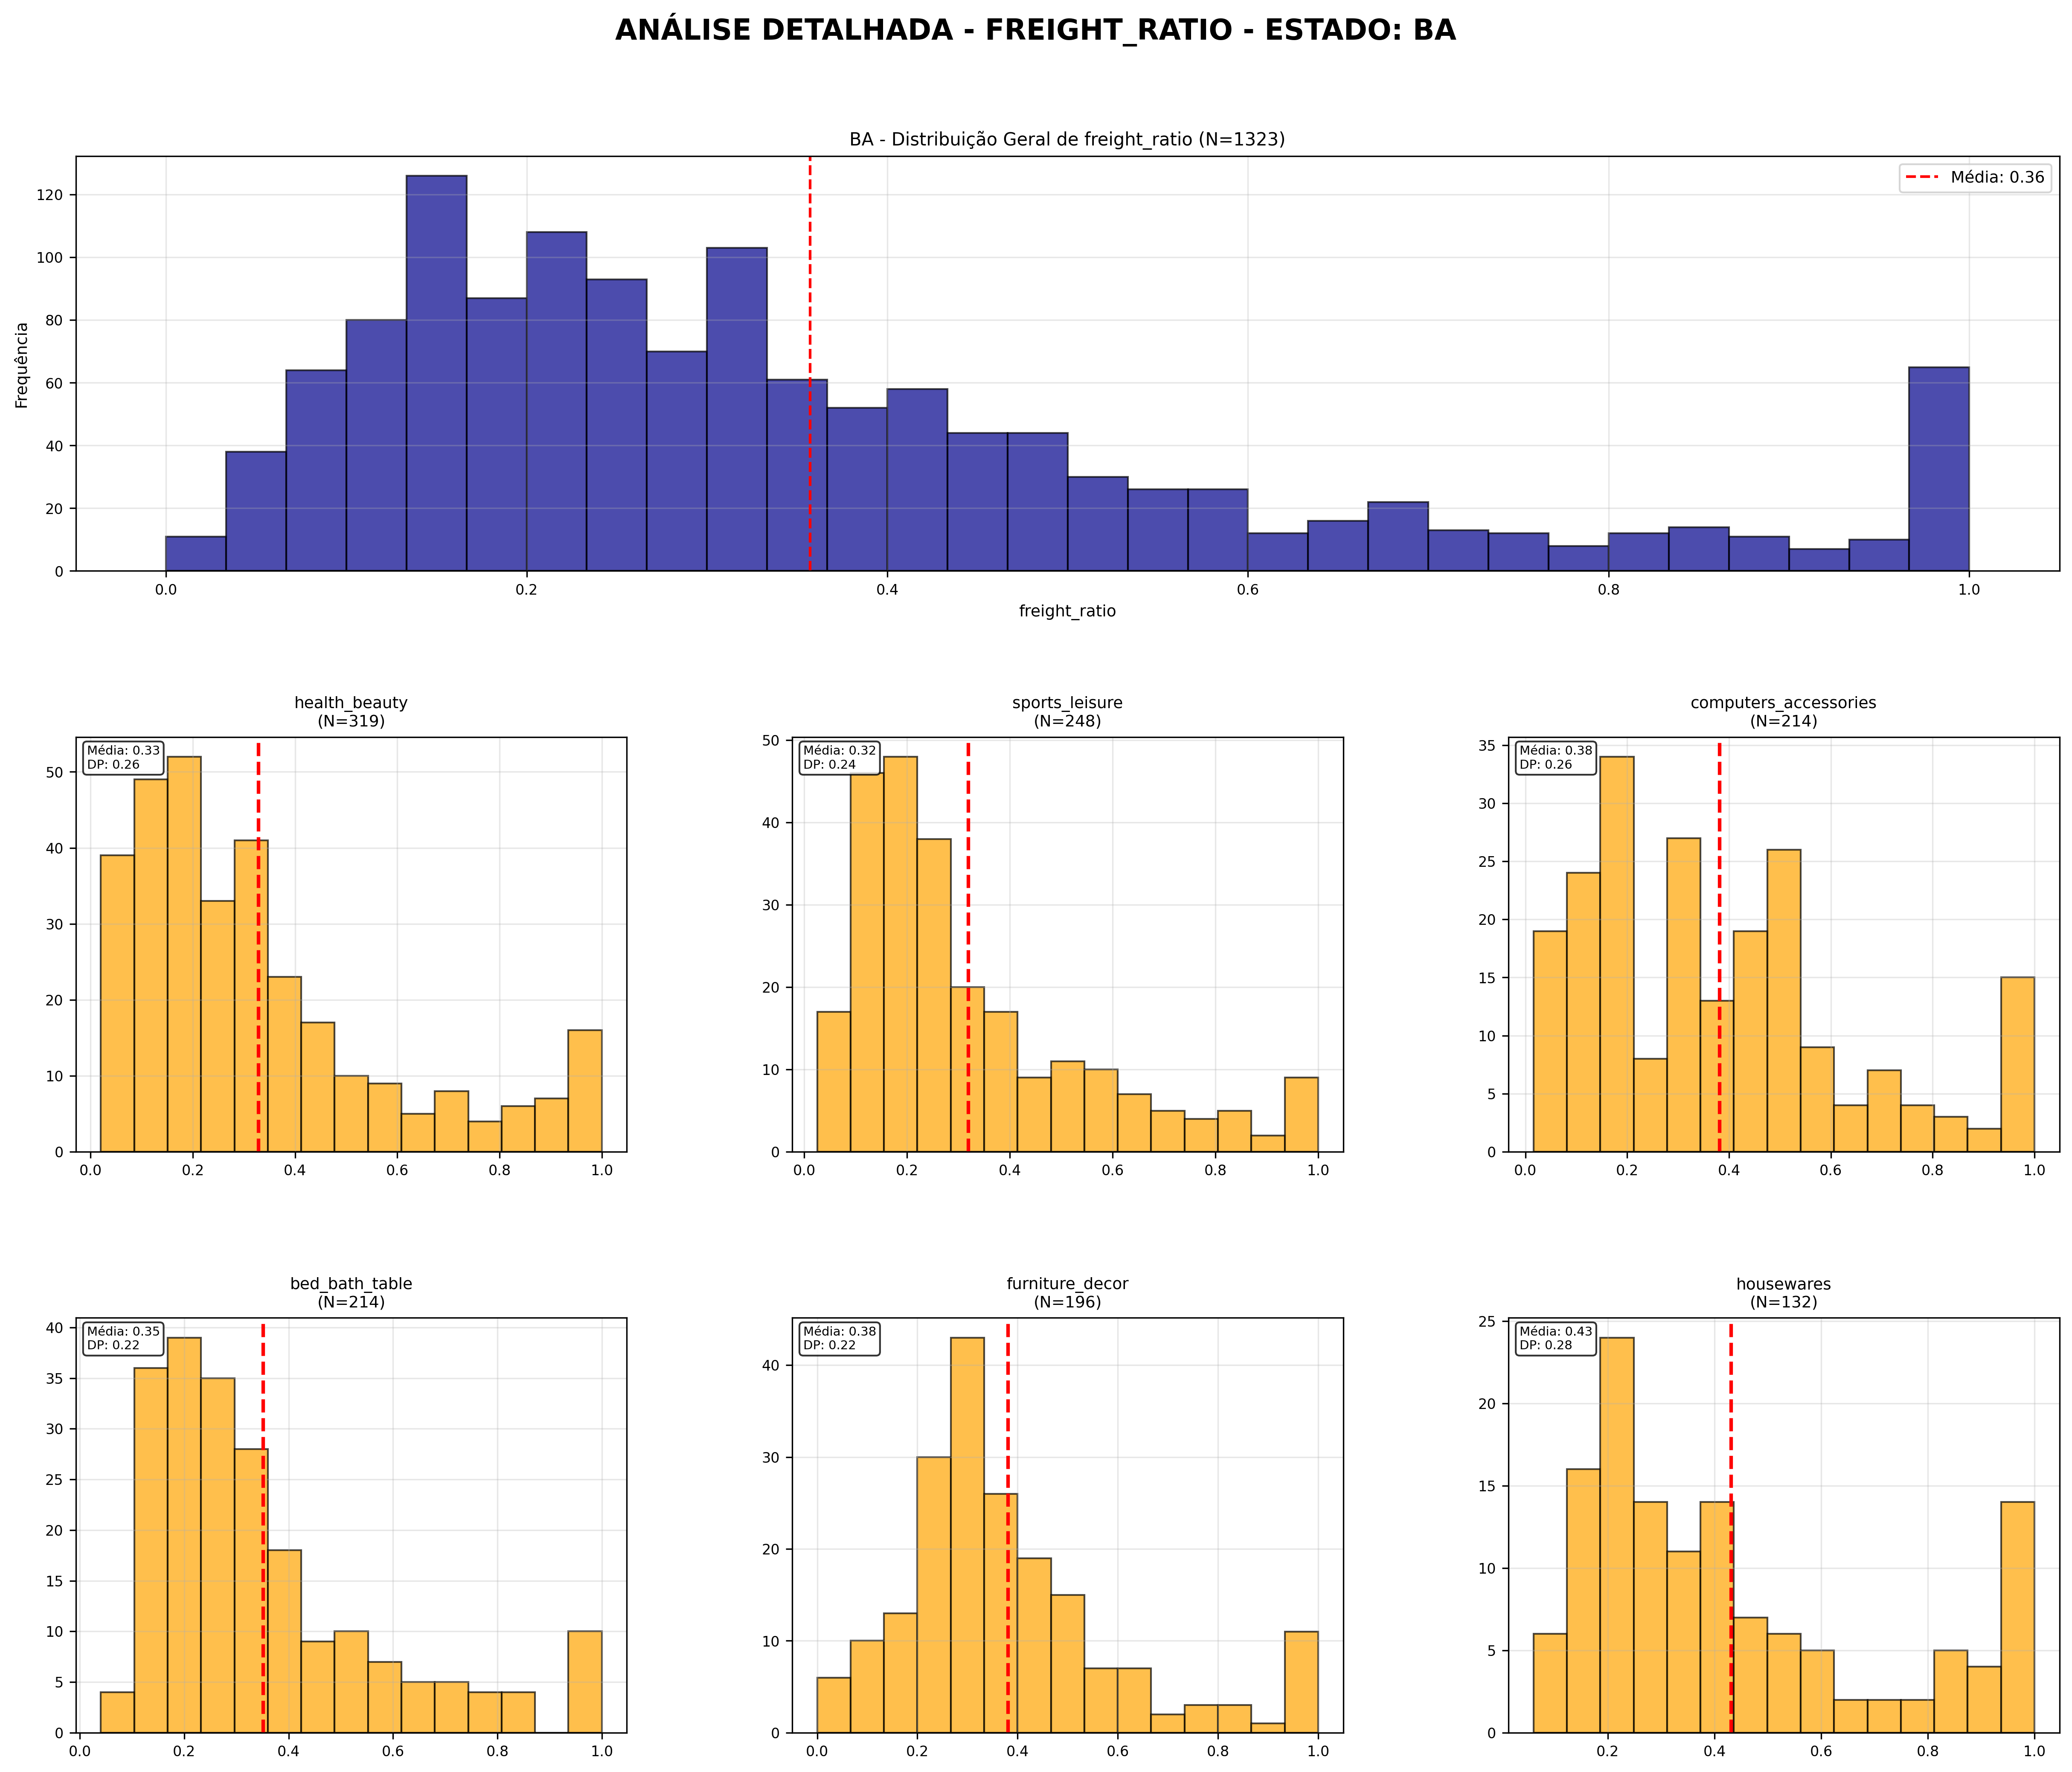 ANÁLISE DETALHADA - FREIGHT_RATIO - ESTADO: BA
BA - Distribuição Geral de freight_ratio (N=1323)
Média: 0.36
Frequência
120
100
80
60
40
20
0
0.0 0.2 0.4 0.6 0.8 1.0
freight_ratio
health_beauty
(N=319)
Média: 0.33
DP: 0.26
50
40
30
20
10
0
0.0 0.2 0.4 0.6 0.8 1.0
sports_leisure
(N=248)
Média: 0.32
DP: 0.24
50
40
30
20
10
0
0.0 0.2 0.4 0.6 0.8 1.0
computers_accessories
(N=214)
Média: 0.38
DP: 0.26
35
30
25
20
15
10
5
0
0.0 0.2 0.4 0.6 0.8 1.0
bed_bath_table
(N=214)
Média: 0.35
DP: 0.22
40
35
30
25
20
15
10
5
0
0.0 0.2 0.4 0.6 0.8 1.0
furniture_decor
(N=196)
Média: 0.38
DP: 0.22
40
30
20
10
0
0.0 0.2 0.4 0.6 0.8 1.0
housewares
(N=132)
Média: 0.43
DP: 0.28
25
20
15
10
5
0
0.2 0.4 0.6 0.8 1.0